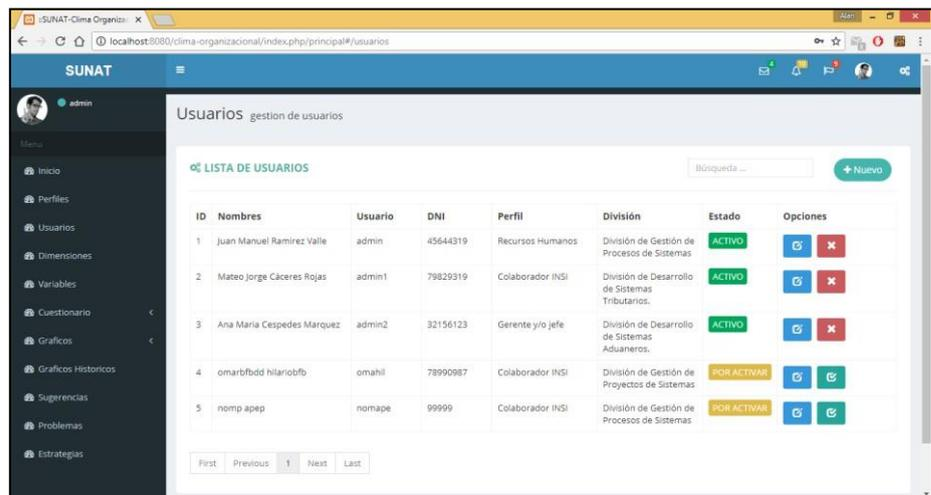 ::SUNAT-Clima Organizac
Alan
localhost:8080/clima-organizacional/index.php/principal#/usuarios
SUNAT
admin
Menu
Inicio
Perfiles
Usuarios
Dimensiones
Variables
Cuestionario
Graficos
Graficos Historicos
Sugerencias
Problemas
Estrategias
Usuarios gestion de usuarios
LISTA DE USUARIOS
Búsqueda ...
+ Nuevo
ID Nombres Usuario DNI Perfil División Estado Opciones
1 Juan Manuel Ramirez Valle admin 45644319 Recursos Humanos División de Gestión de Procesos de Sistemas ACTIVO
2 Mateo Jorge Cáceres Rojas admin1 79829319 Colaborador INSI División de Desarrollo de Sistemas Tributarios. ACTIVO
3 Ana Maria Cespedes Marquez admin2 32156123 Gerente y/o jefe División de Desarrollo de Sistemas Aduaneros. ACTIVO
4 omarbfbdd hilariobfb omahil 78990987 Colaborador INSI División de Gestión de Proyectos de Sistemas POR ACTIVAR
5 nomp apep nomape 99999 Colaborador INSI División de Gestión de Procesos de Sistemas POR ACTIVAR
First Previous 1 Next Last